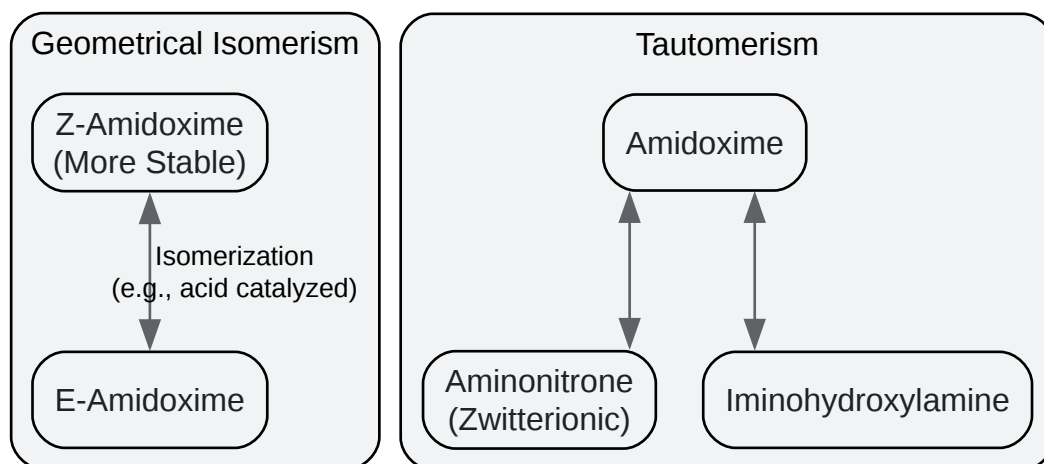 Geometrical Isomerism
Z-Amidoxime
(More Stable)
Isomerization
(e.g., acid catalyzed)
E-Amidoxime
Tautomerism
Amidoxime
Aminonitrone
(Zwitterionic)
Iminohydroxylamine